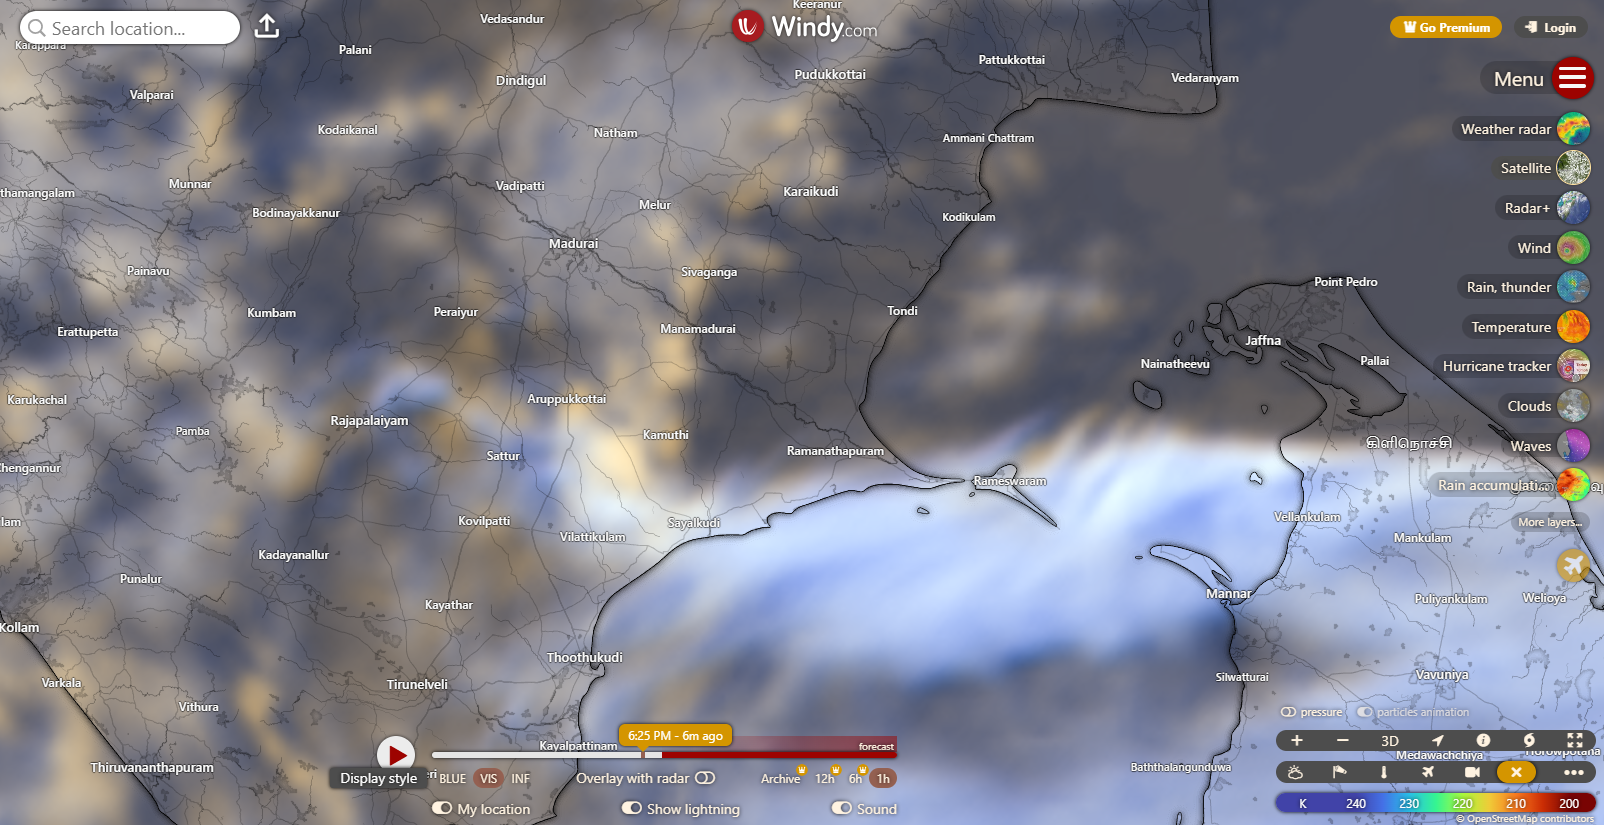 Search location...
Windy.com
Go Premium
Login
Menu
Weather radar
Satellite
Radar+
Wind
Rain, thunder
Temperature
Hurricane tracker
Clouds
Waves
Rain accumulati...
More layers...
Keeranur
Vedasandur
Karappara
Palani
Pattukkottai
Dindigul
Pudukkottai
Vedaranyam
Valparai
Kodaikanal
Natham
Ammani Chattram
Munnar
Vadipatti
Karaikudi
thamangalam
Melur
Bodinayakkanur
Kodikulam
Madurai
Painavu
Sivaganga
Point Pedro
Kumbam
Peraiyur
Tondi
Erattupetta
Manamadurai
Jaffna
Nainatheevu
Pallai
Karukachal
Aruppukkottai
Rajapalaiyam
Pamba
Kamuthi
கிளிநொச்சி
Sattur
Ramanathapuram
Chengannur
Rameswaram
Kovilpatti
Sayalkudi
Vellankulam
lam
Vilattikulam
Mankulam
Kadayanallur
Punalur
Mannar
Puliyankulam
Welioya
Kayathar
Kollam
Thoothukudi
Vavuniya
Silwatturai
Varkala
Tirunelveli
Vithura
Kayalpattinam
Thiruvananthapuram
Baththalangunduwa
Medawachchiya
Horowpotana
6:25 PM - 6m ago
forecast
Display style
eri
BLUE
VIS
INF
Overlay with radar
Archive
12h
6h
1h
My location
Show lightning
Sound
pressure
particles animation
3D
K 240 230 220 210 200
© OpenStreetMap contributors